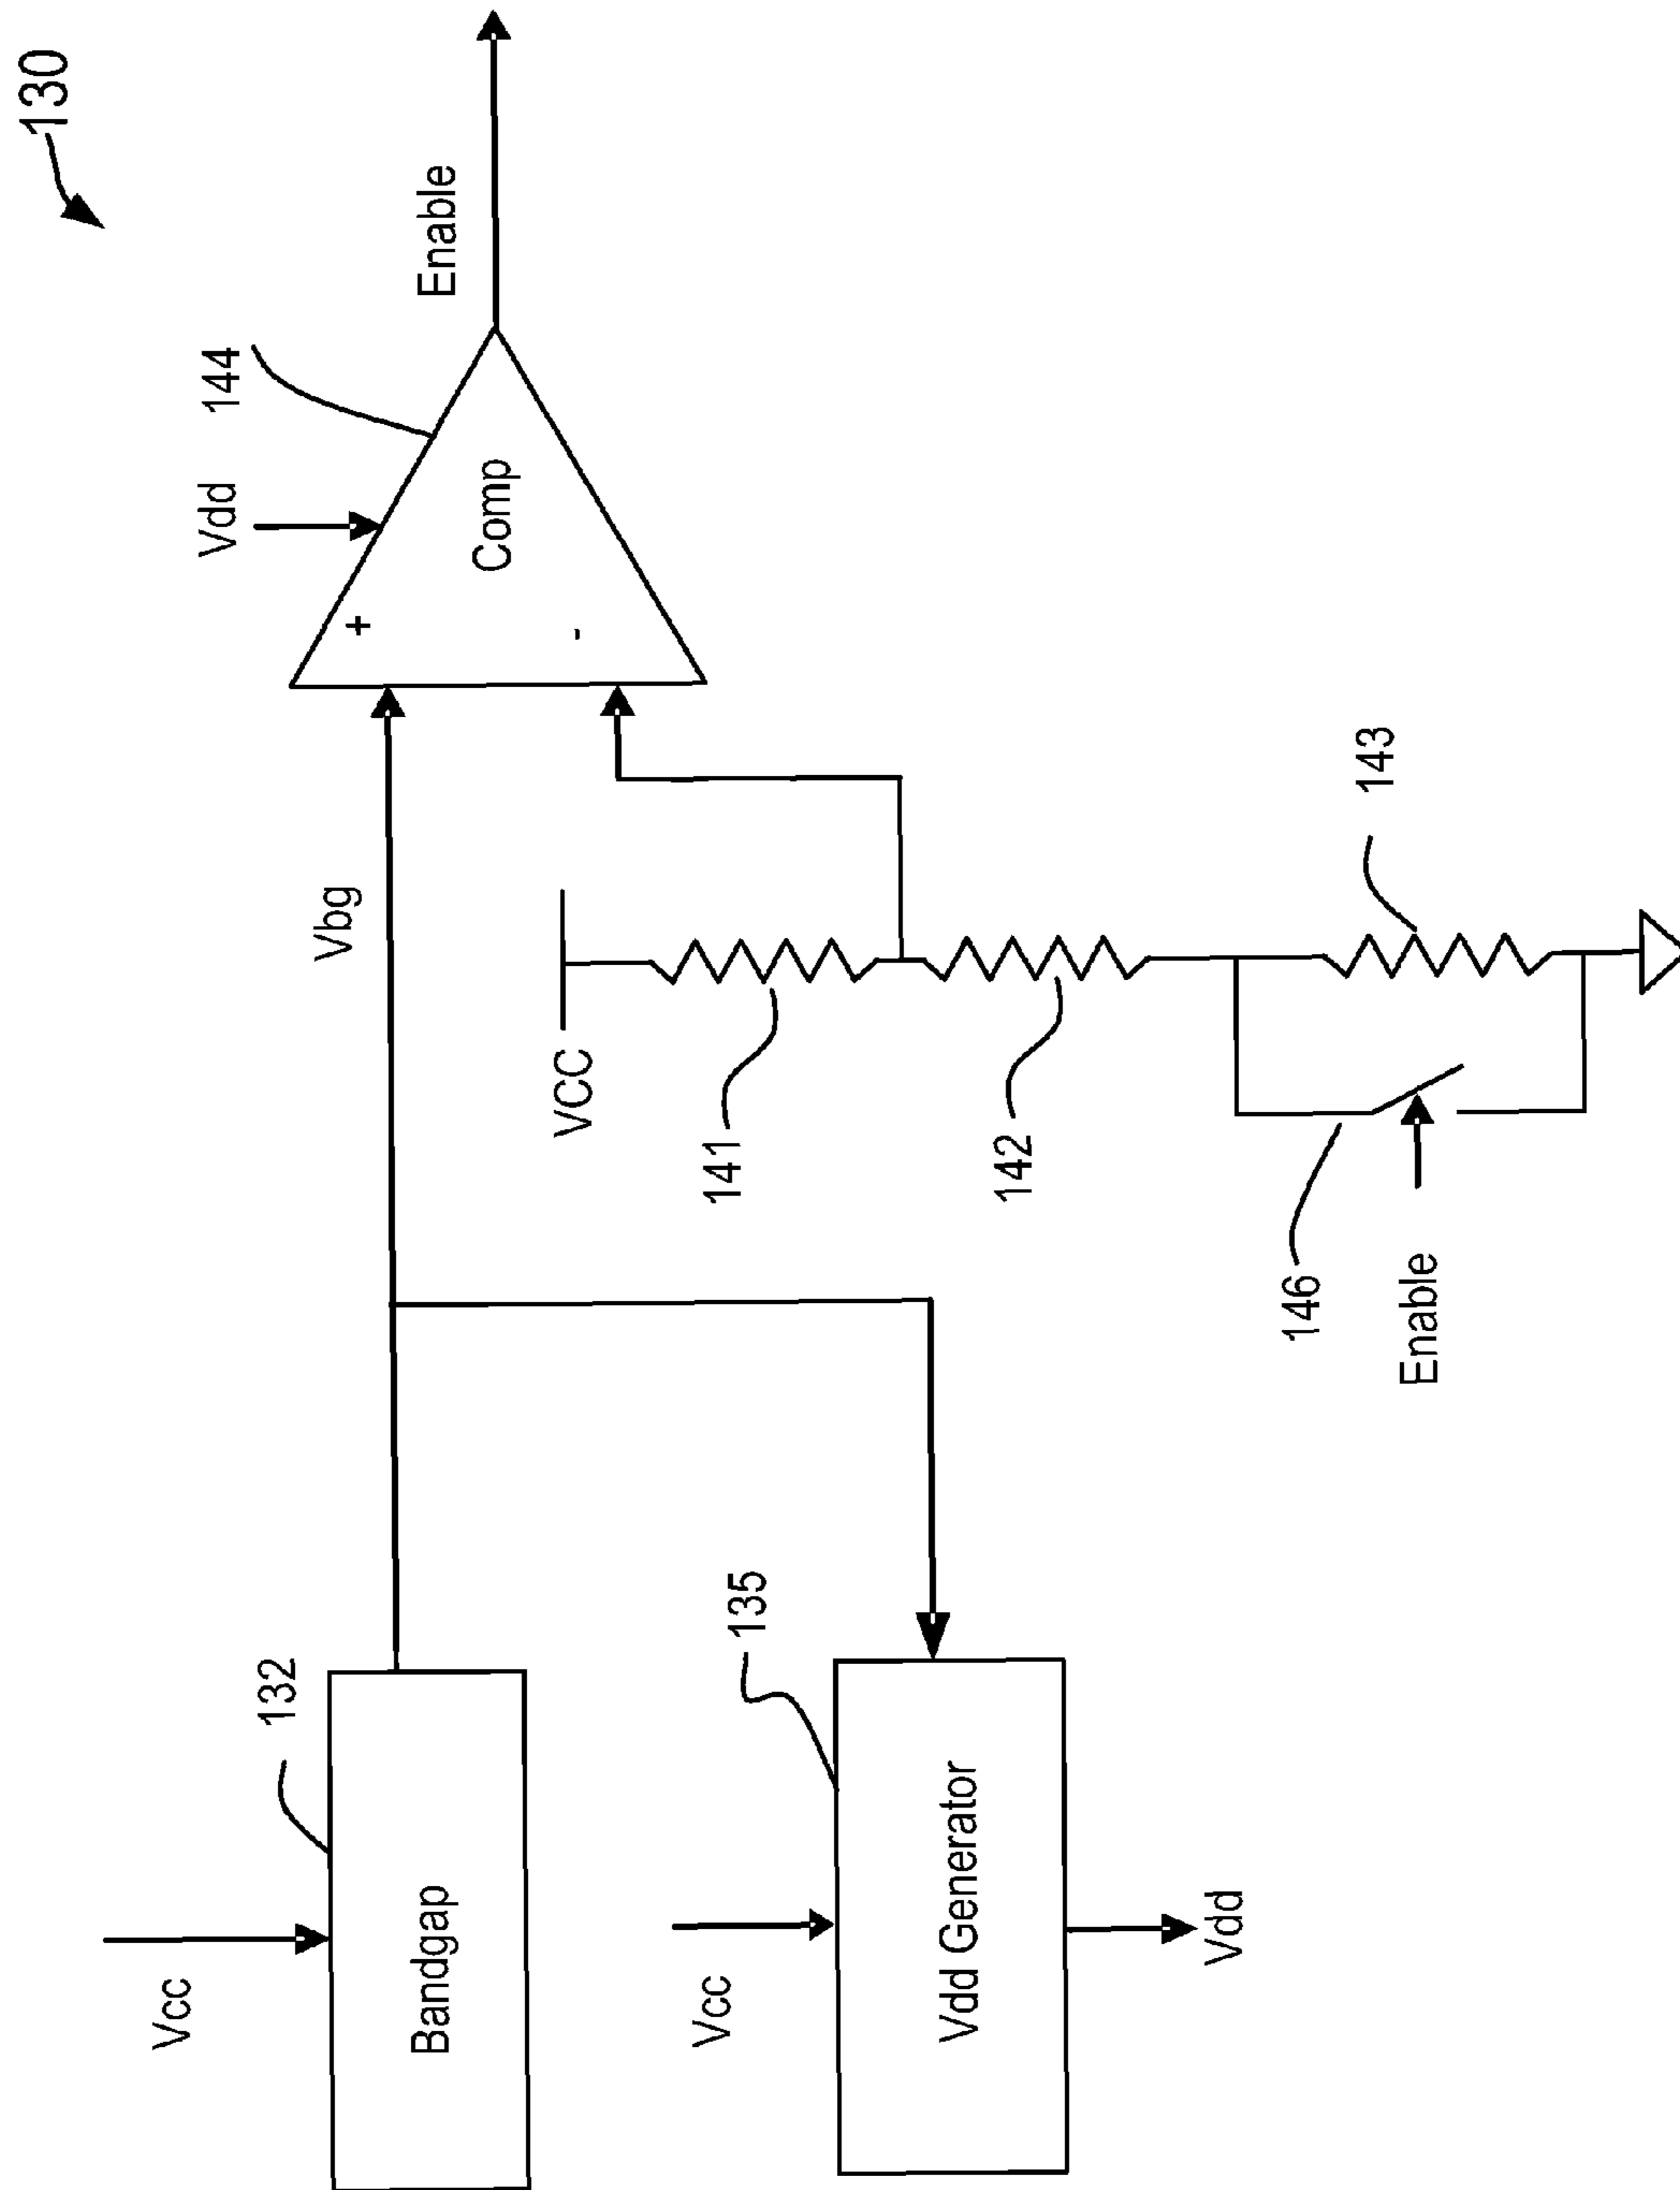 130
Enable
144
Vdd
Comp
+
-
Vbg
VCC
141
142
143
146
Enable
132
Vcc
Bandgap
135
Vcc
Vdd Generator
Vdd